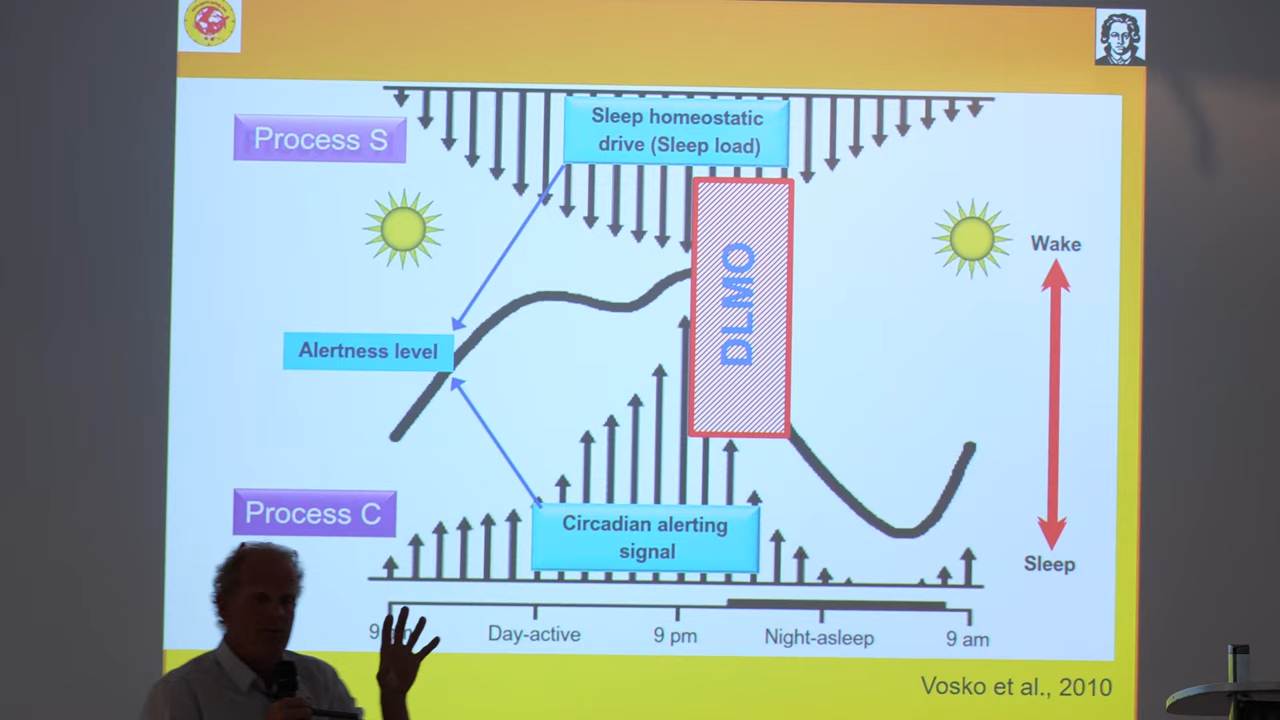 Process S
Sleep homeostatic
drive (Sleep load)
DLMO
Wake
Alertness level
Process C
Circadian alerting
signal
Sleep
9
Day-active
9 pm
Night-asleep
9 am
Vosko et al., 2010